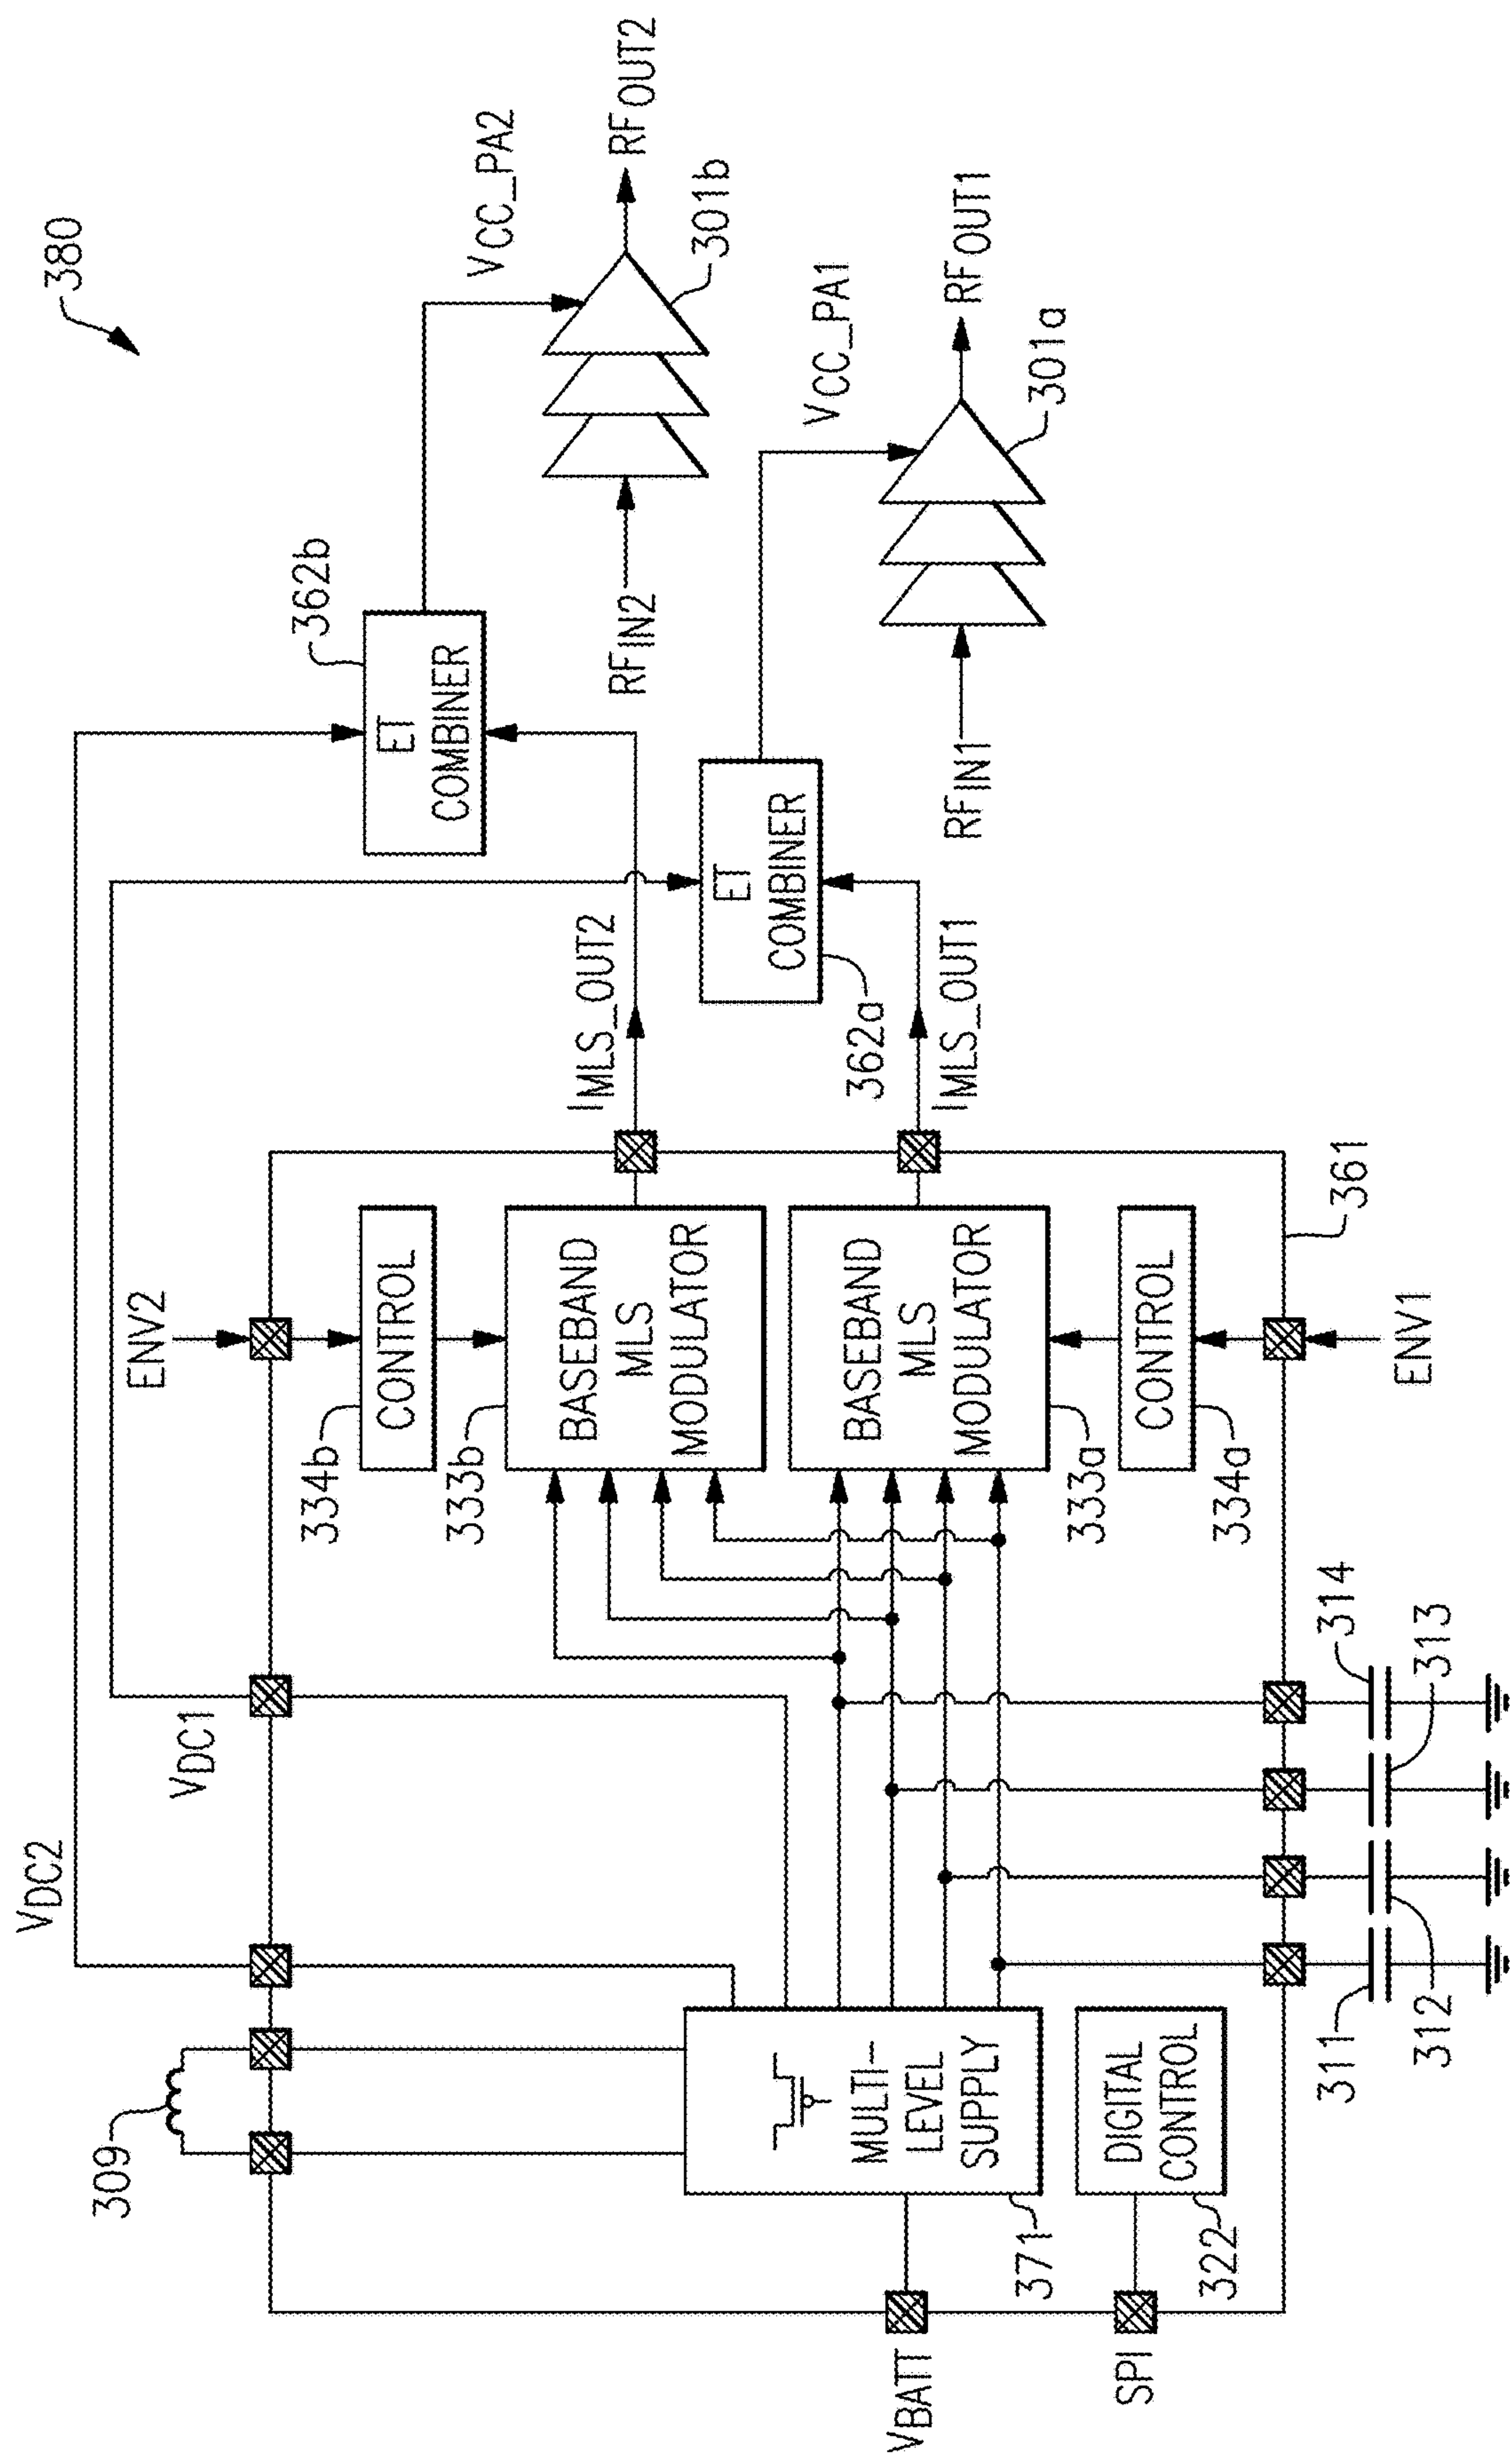 380
VDC2
VDC1
309
ENV2
334b
CONTROL
333b
BASEBAND
MLS
MODULATOR
BASEBAND
MLS
MODULATOR
333a
CONTROL
334a
ENV1
361
IMLS_OUT2
IMLS_OUT1
362b
ET
COMBINER
ET
COMBINER
362a
VCC_PA2
RFIN2
RFOUT2
301b
VCC_PA1
RFIN1
RFOUT1
301a
MULTI-
LEVEL
SUPPLY
371
DIGITAL
CONTROL
322
VBATT
SPI
311
312
313
314